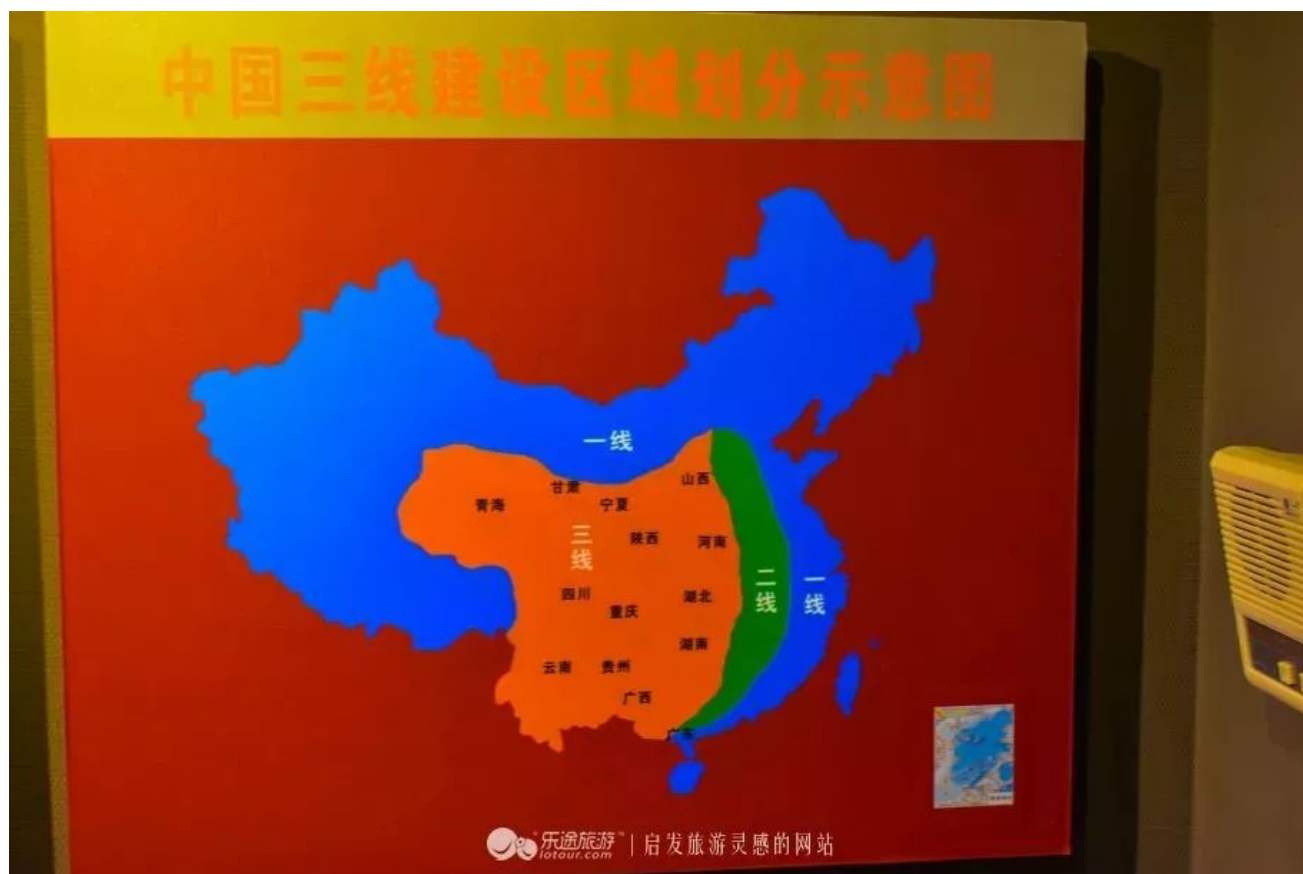 中国三线建设区域划分示意图
一线
山西
甘肃
青海
宁夏
三线
陕西
河南
二线
一线
四川
重庆
湖北
湖南
云南
贵州
广西
广东
乐途旅游™ | 启发旅游灵感的网站
lotour.com